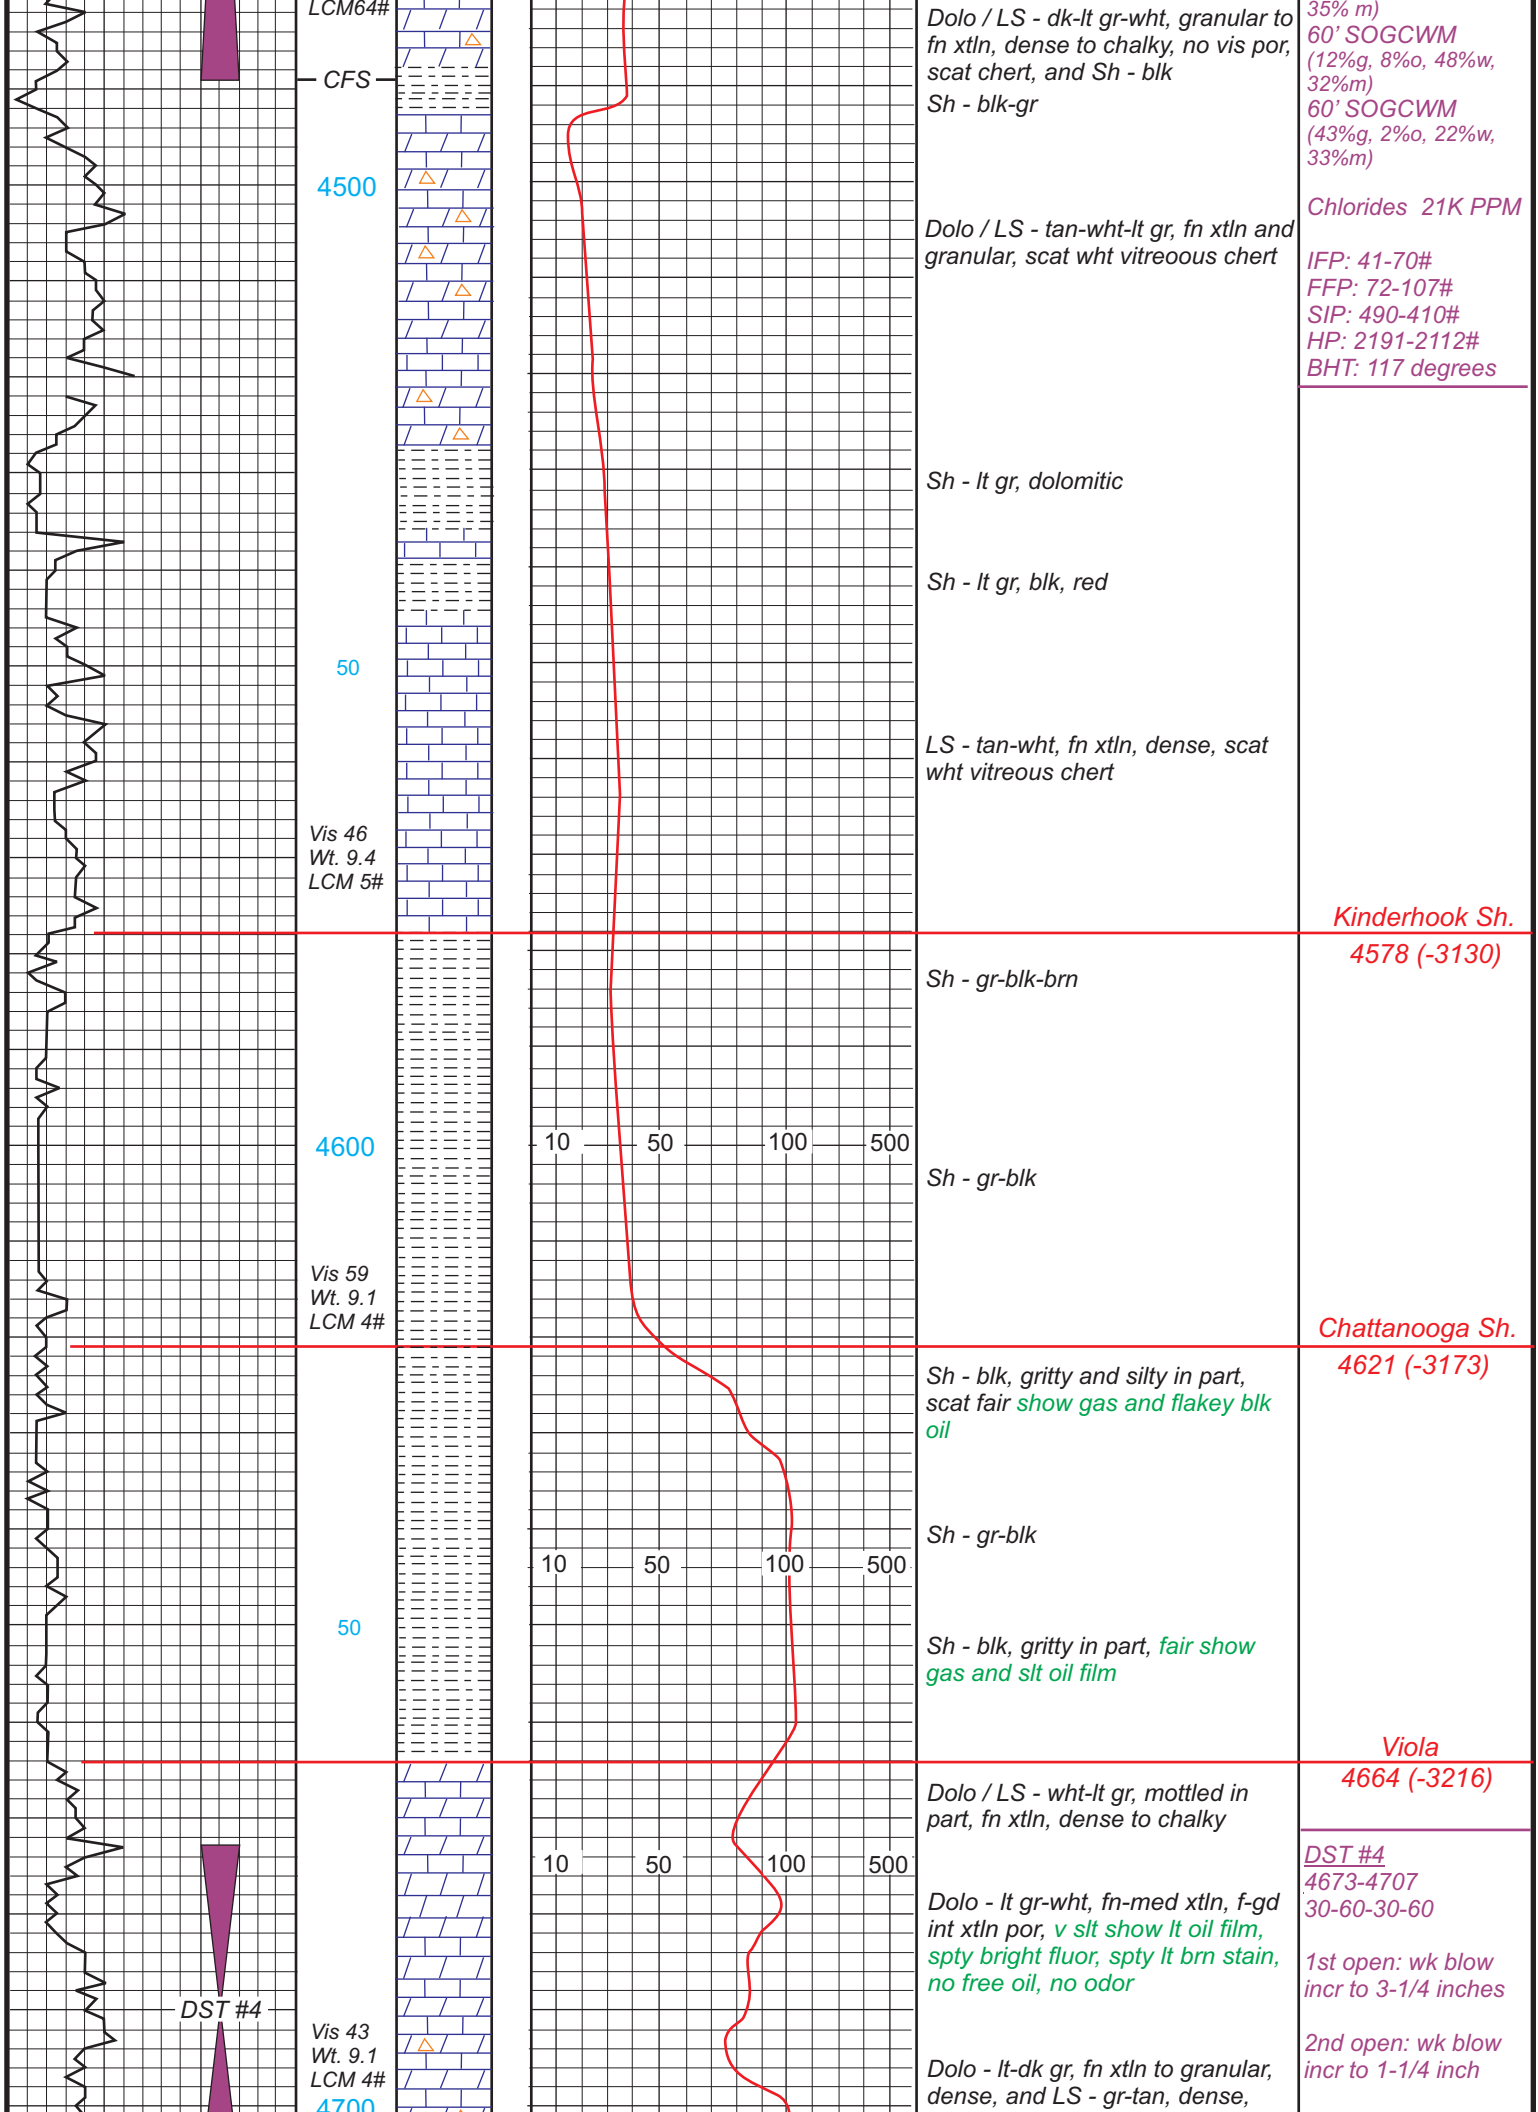 LCM64#
CFS
4500
50
Vis 46
Wt. 9.4
LCM 5#
4600
Vis 59
Wt. 9.1
LCM 4#
50
DST #4
Vis 43
Wt. 9.1
LCM 4#
4700
10 50 100 500
10 50 100 500
10 50 100 500
Dolo / LS - dk-lt gr-wht, granular to
fn xtln, dense to chalky, no vis por,
scat chert, and Sh - blk
Sh - blk-gr
Dolo / LS - tan-wht-lt gr, fn xtln and
granular, scat wht vitreoous chert
Sh - lt gr, dolomitic
Sh - lt gr, blk, red
LS - tan-wht, fn xtln, dense, scat
wht vitreous chert
Sh - gr-blk-brn
Sh - gr-blk
Sh - blk, gritty and silty in part,
scat fair show gas and flakey blk
oil
Sh - gr-blk
Sh - blk, gritty in part, fair show
gas and slt oil film
Dolo / LS - wht-lt gr, mottled in
part, fn xtln, dense to chalky
Dolo - lt gr-wht, fn-med xtln, f-gd
int xtln por, v slt show lt oil film,
spty bright fluor, spty lt brn stain,
no free oil, no odor
Dolo - lt-dk gr, fn xtln to granular,
dense, and LS - gr-tan, dense,
35% m)
60' SOGCWM
(12%g, 8%o, 48%w,
32%m)
60' SOGCWM
(43%g, 2%o, 22%w,
33%m)
Chlorides 21K PPM
IFP: 41-70#
FFP: 72-107#
SIP: 490-410#
HP: 2191-2112#
BHT: 117 degrees
Kinderhook Sh.
4578 (-3130)
Chattanooga Sh.
4621 (-3173)
Viola
4664 (-3216)
DST #4
4673-4707
30-60-30-60
1st open: wk blow
incr to 3-1/4 inches
2nd open: wk blow
incr to 1-1/4 inch